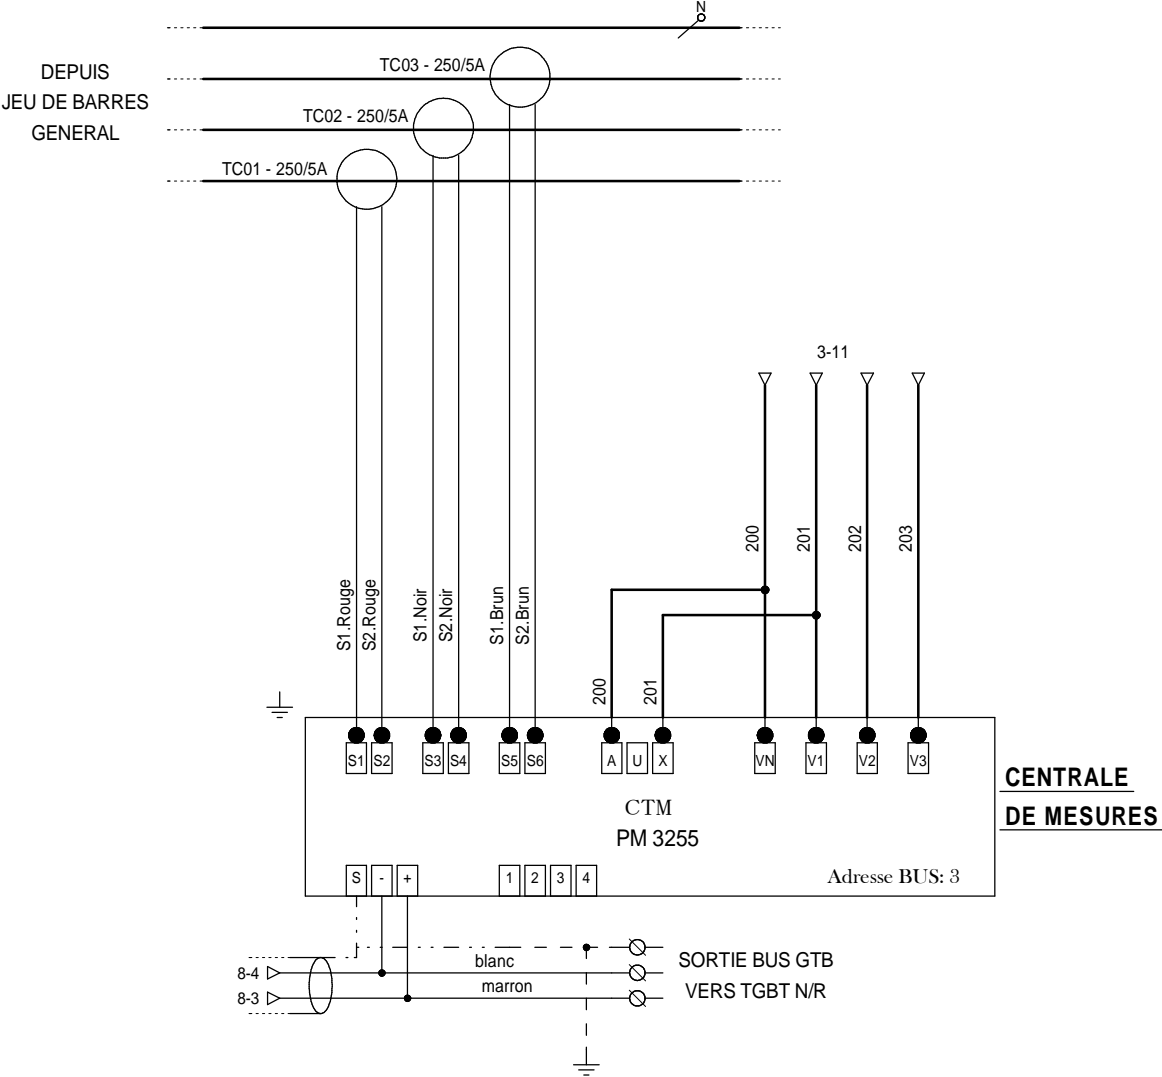 N
TC03 - 250/5A
DEPUIS
JEU DE BARRES
GENERAL
TC02 - 250/5A
TC01 - 250/5A
3-11
200
201
202
203
S1.Rouge
S2.Rouge
S1.Noir
S2.Noir
S1.Brun
S2.Brun
200
201
S1 S2 S3 S4 S5 S6 A U X VN V1 V2 V3
CENTRALE
DE MESURES
CTM
PM 3255
S - + 1 2 3 4
Adresse BUS: 3
blanc
marron
8-4
8-3
SORTIE BUS GTB
VERS TGBT N/R